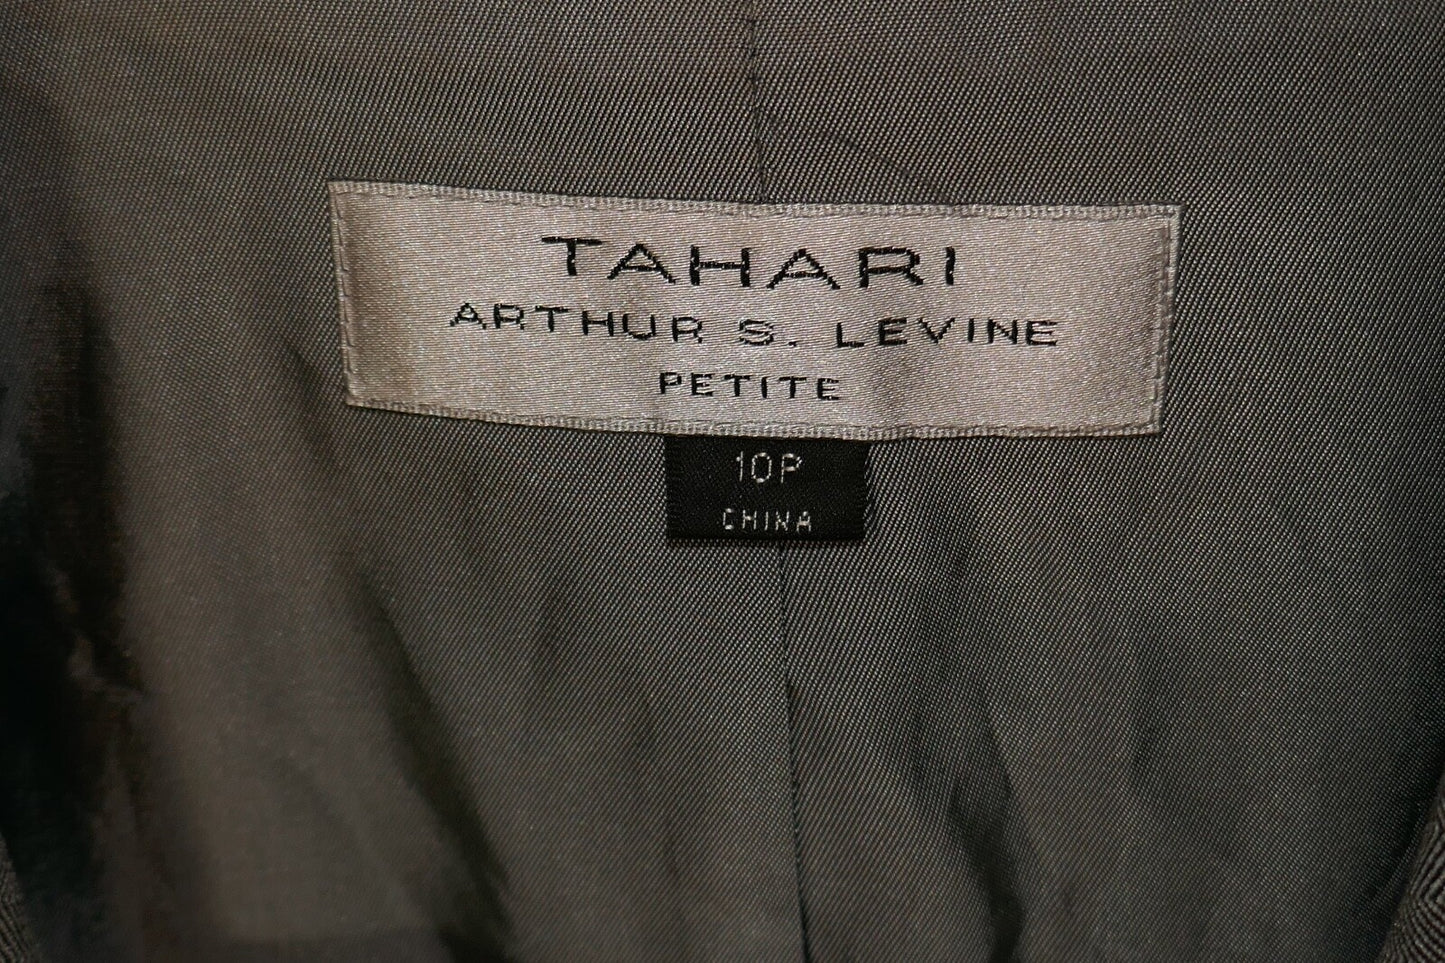 TAHARI
ARTHUR S. LEVINE
PETITE
10P
CHINA